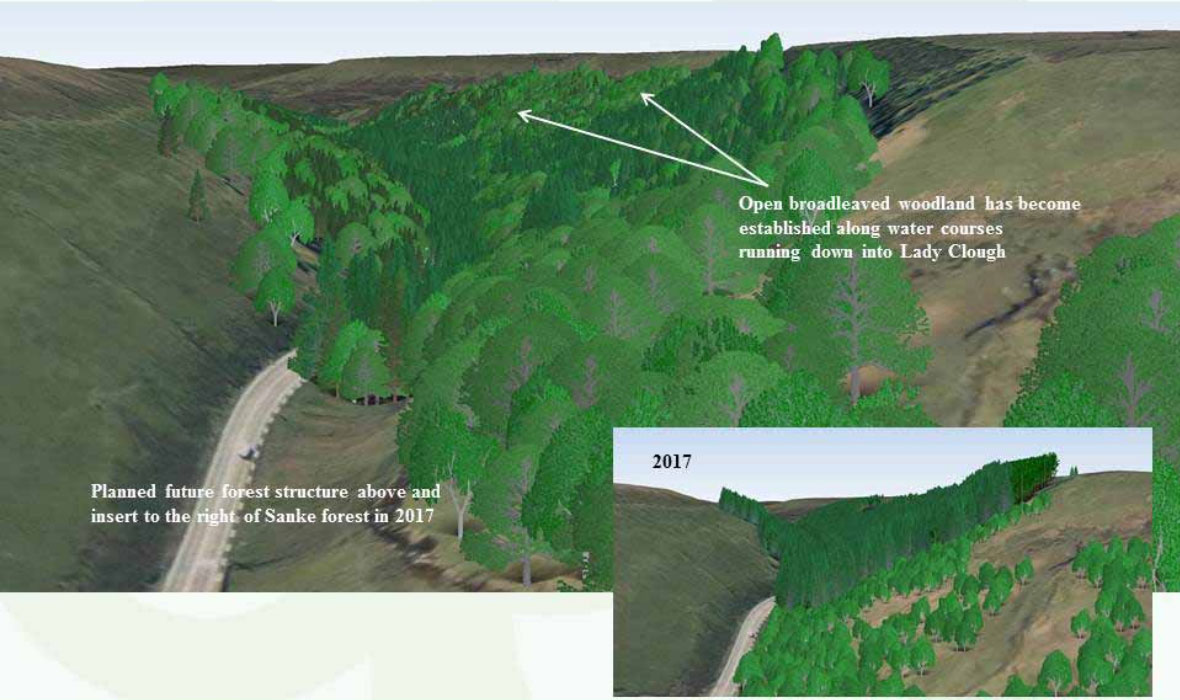 Open broadleaved woodland has become
established along water courses
running down into Lady Clough
2017
Planned future forest structure above and
insert to the right of Sanke forest in 2017